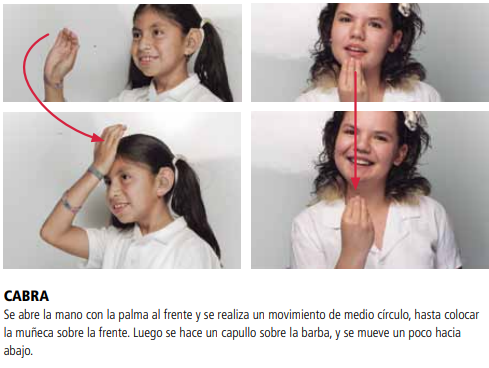 CABRA
Se abre la mano con la palma al frente y se realiza un movimiento de medio círculo, hasta colocar
la muñeca sobre la frente. Luego se hace un capullo sobre la barba, y se mueve un poco hacia
abajo.